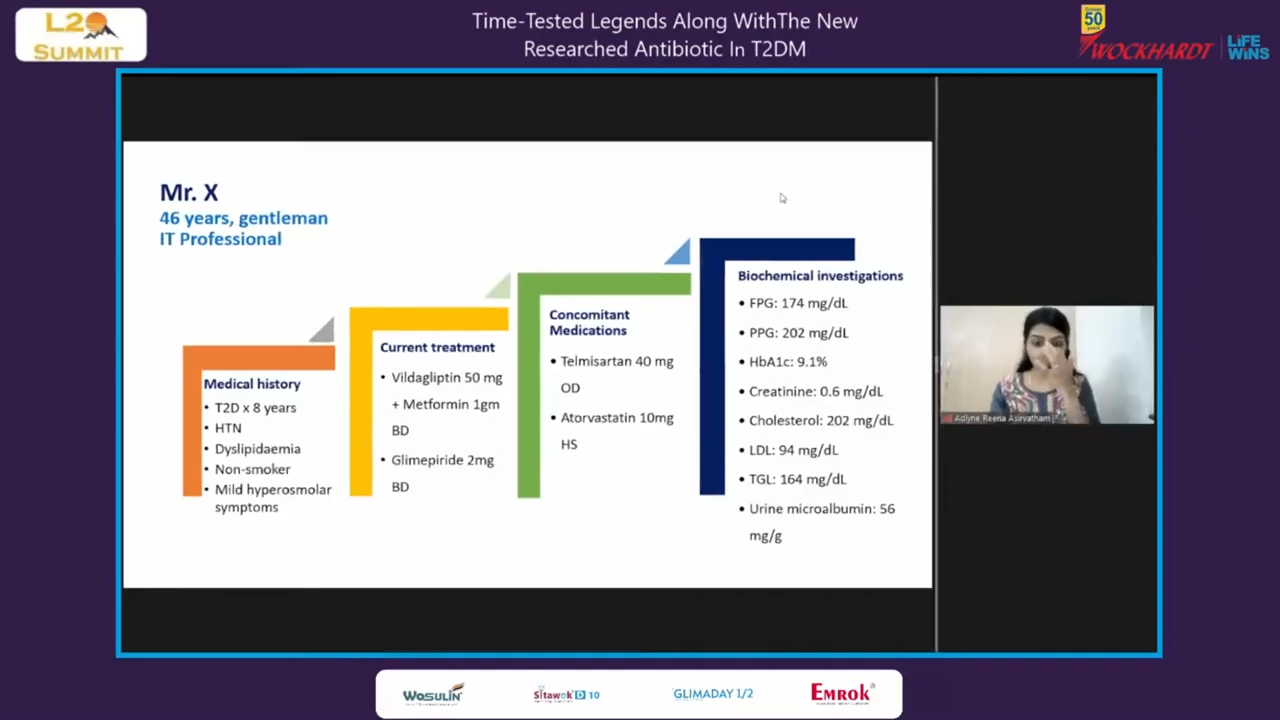 L2O
SUMMIT
Time-Tested Legends Along WithThe New
Researched Antibiotic In T2DM
50
WOCKHARDT
LiFE
WiNS
Mr. X
46 years, gentleman
IT Professional
Medical history
• T2D x 8 years
• HTN
• Dyslipidaemia
• Non-smoker
• Mild hyperosmolar
symptoms
Current treatment
• Vildagliptin 50 mg
+ Metformin 1gm
BD
• Glimepiride 2mg
BD
Concomitant
Medications
• Telmisartan 40 mg
OD
• Atorvastatin 10mg
HS
Biochemical investigations
• FPG: 174 mg/dL
• PPG: 202 mg/dL
• HbA1c: 9.1%
• Creatinine: 0.6 mg/dL
• Cholesterol: 202 mg/dL
• LDL: 94 mg/dL
• TGL: 164 mg/dL
• Urine microalbumin: 56
mg/g
Adlyne Reena Asirvatham
WOSULIN
Sitawok D 10
GLIMADAY 1/2
EMROK